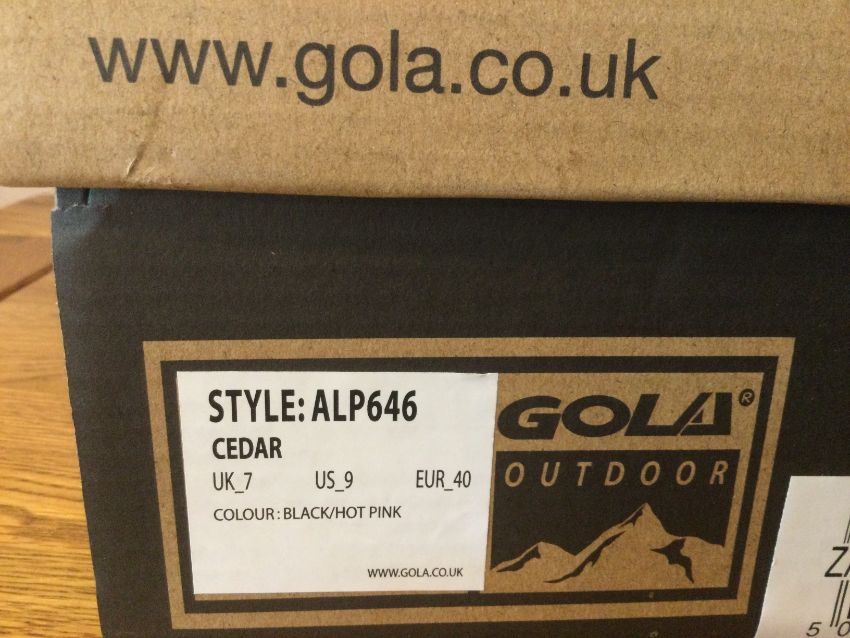 www.gola.co.uk
STYLE: ALP646
CEDAR
UK_7 US_9 EUR_40
COLOUR: BLACK/HOT PINK
WWW.GOLA.CO.UK
GOLA®
OUTDOOR
5